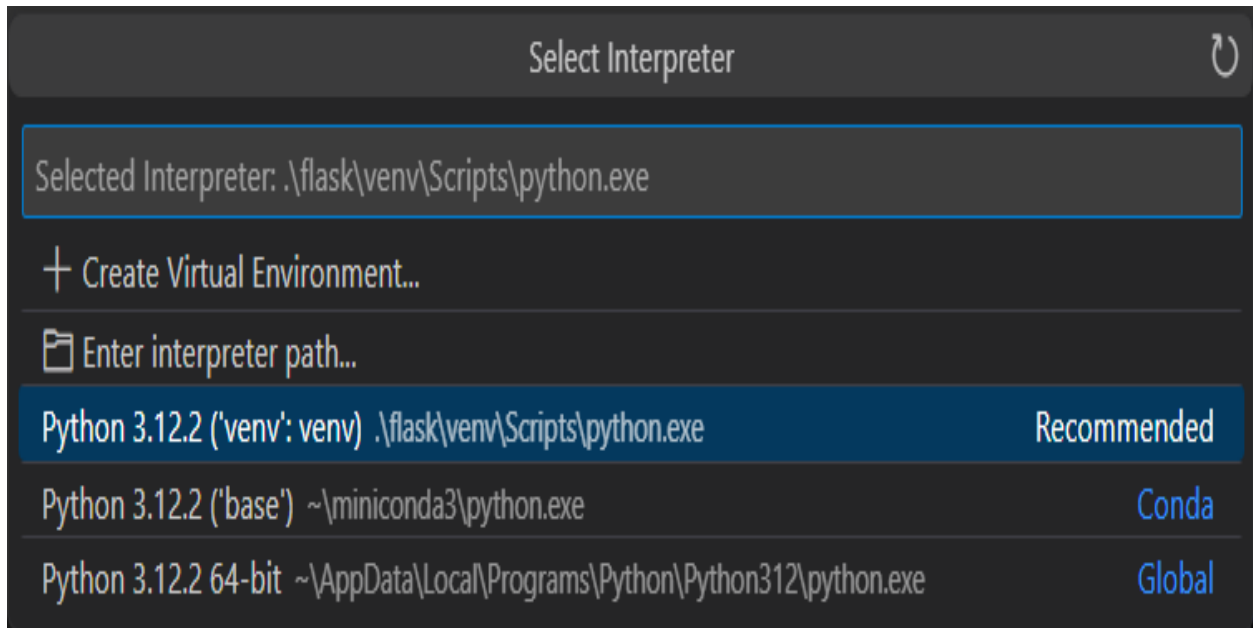 Select Interpreter
Selected Interpreter: .\flask\venv\Scripts\python.exe
+ Create Virtual Environment...
Enter interpreter path...
Python 3.12.2 ('venv': venv) .\flask\venv\Scripts\python.exe Recommended
Python 3.12.2 ('base') ~\miniconda3\python.exe Conda
Python 3.12.2 64-bit ~\AppData\Local\Programs\Python\Python312\python.exe Global